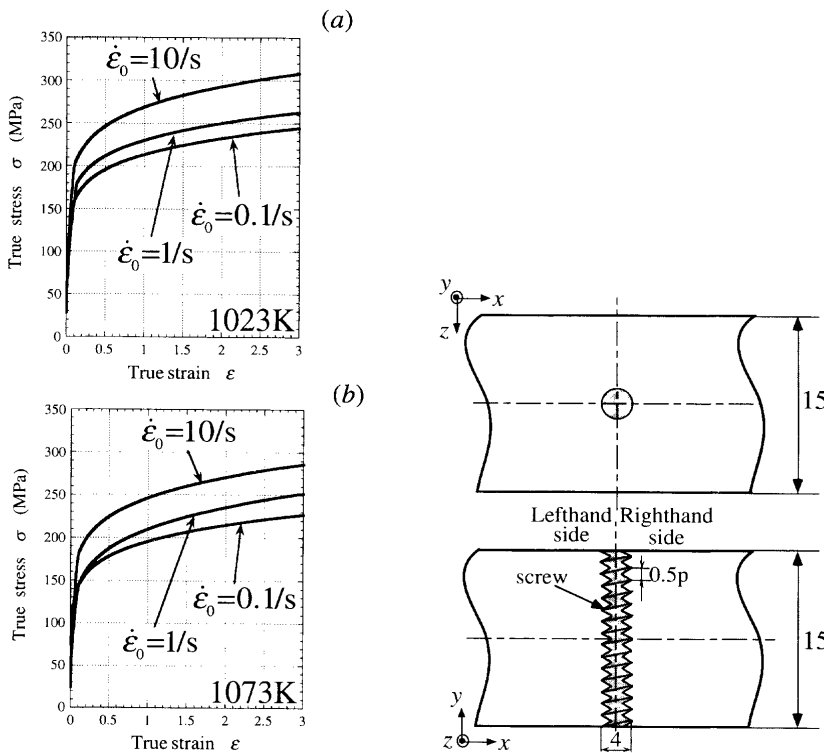 (a)
350
300
250
200
150
100
50
0
True stress σ (MPa)
ε̇₀=10/s
ε̇₀=0.1/s
ε̇₀=1/s
1023K
0 0.5 1 1.5 2 2.5 3
True strain ε
(b)
350
300
250
200
150
100
50
0
True stress σ (MPa)
ε̇₀=10/s
ε̇₀=0.1/s
ε̇₀=1/s
1073K
0 0.5 1 1.5 2 2.5 3
True strain ε
y
x
z
15
Lefthand Righthand
side side
screw
0.5p
15
y
z x
4